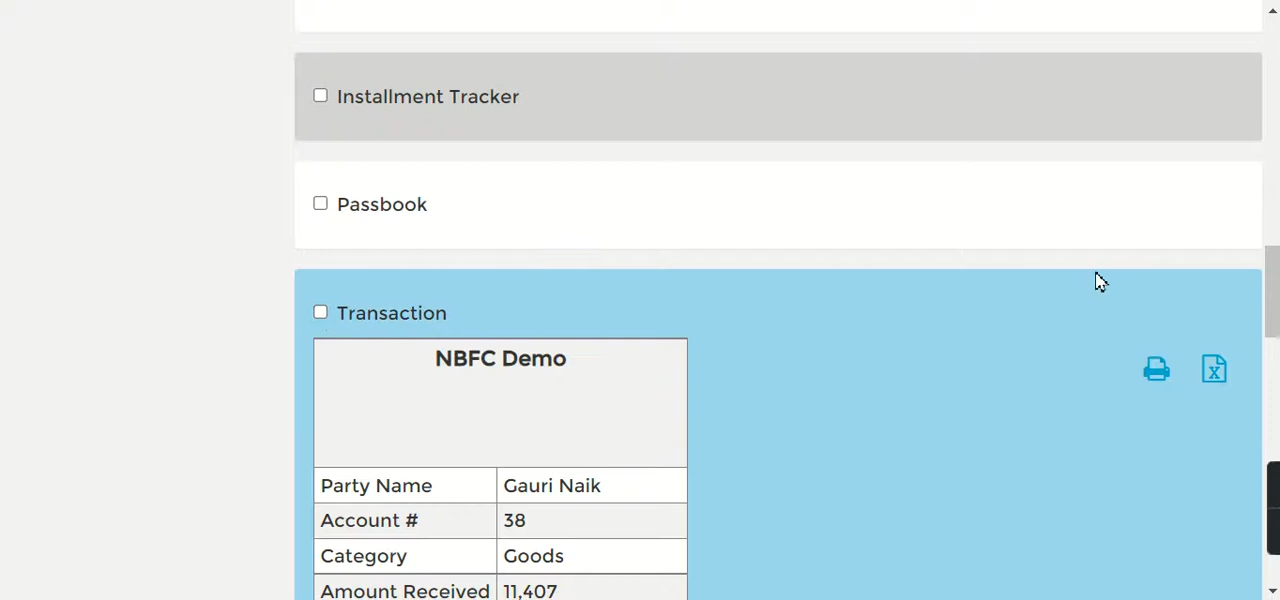 Installment Tracker
Passbook
Transaction
NBFC Demo
Party Name Gauri Naik
Account # 38
Category Goods
Amount Received 11,407